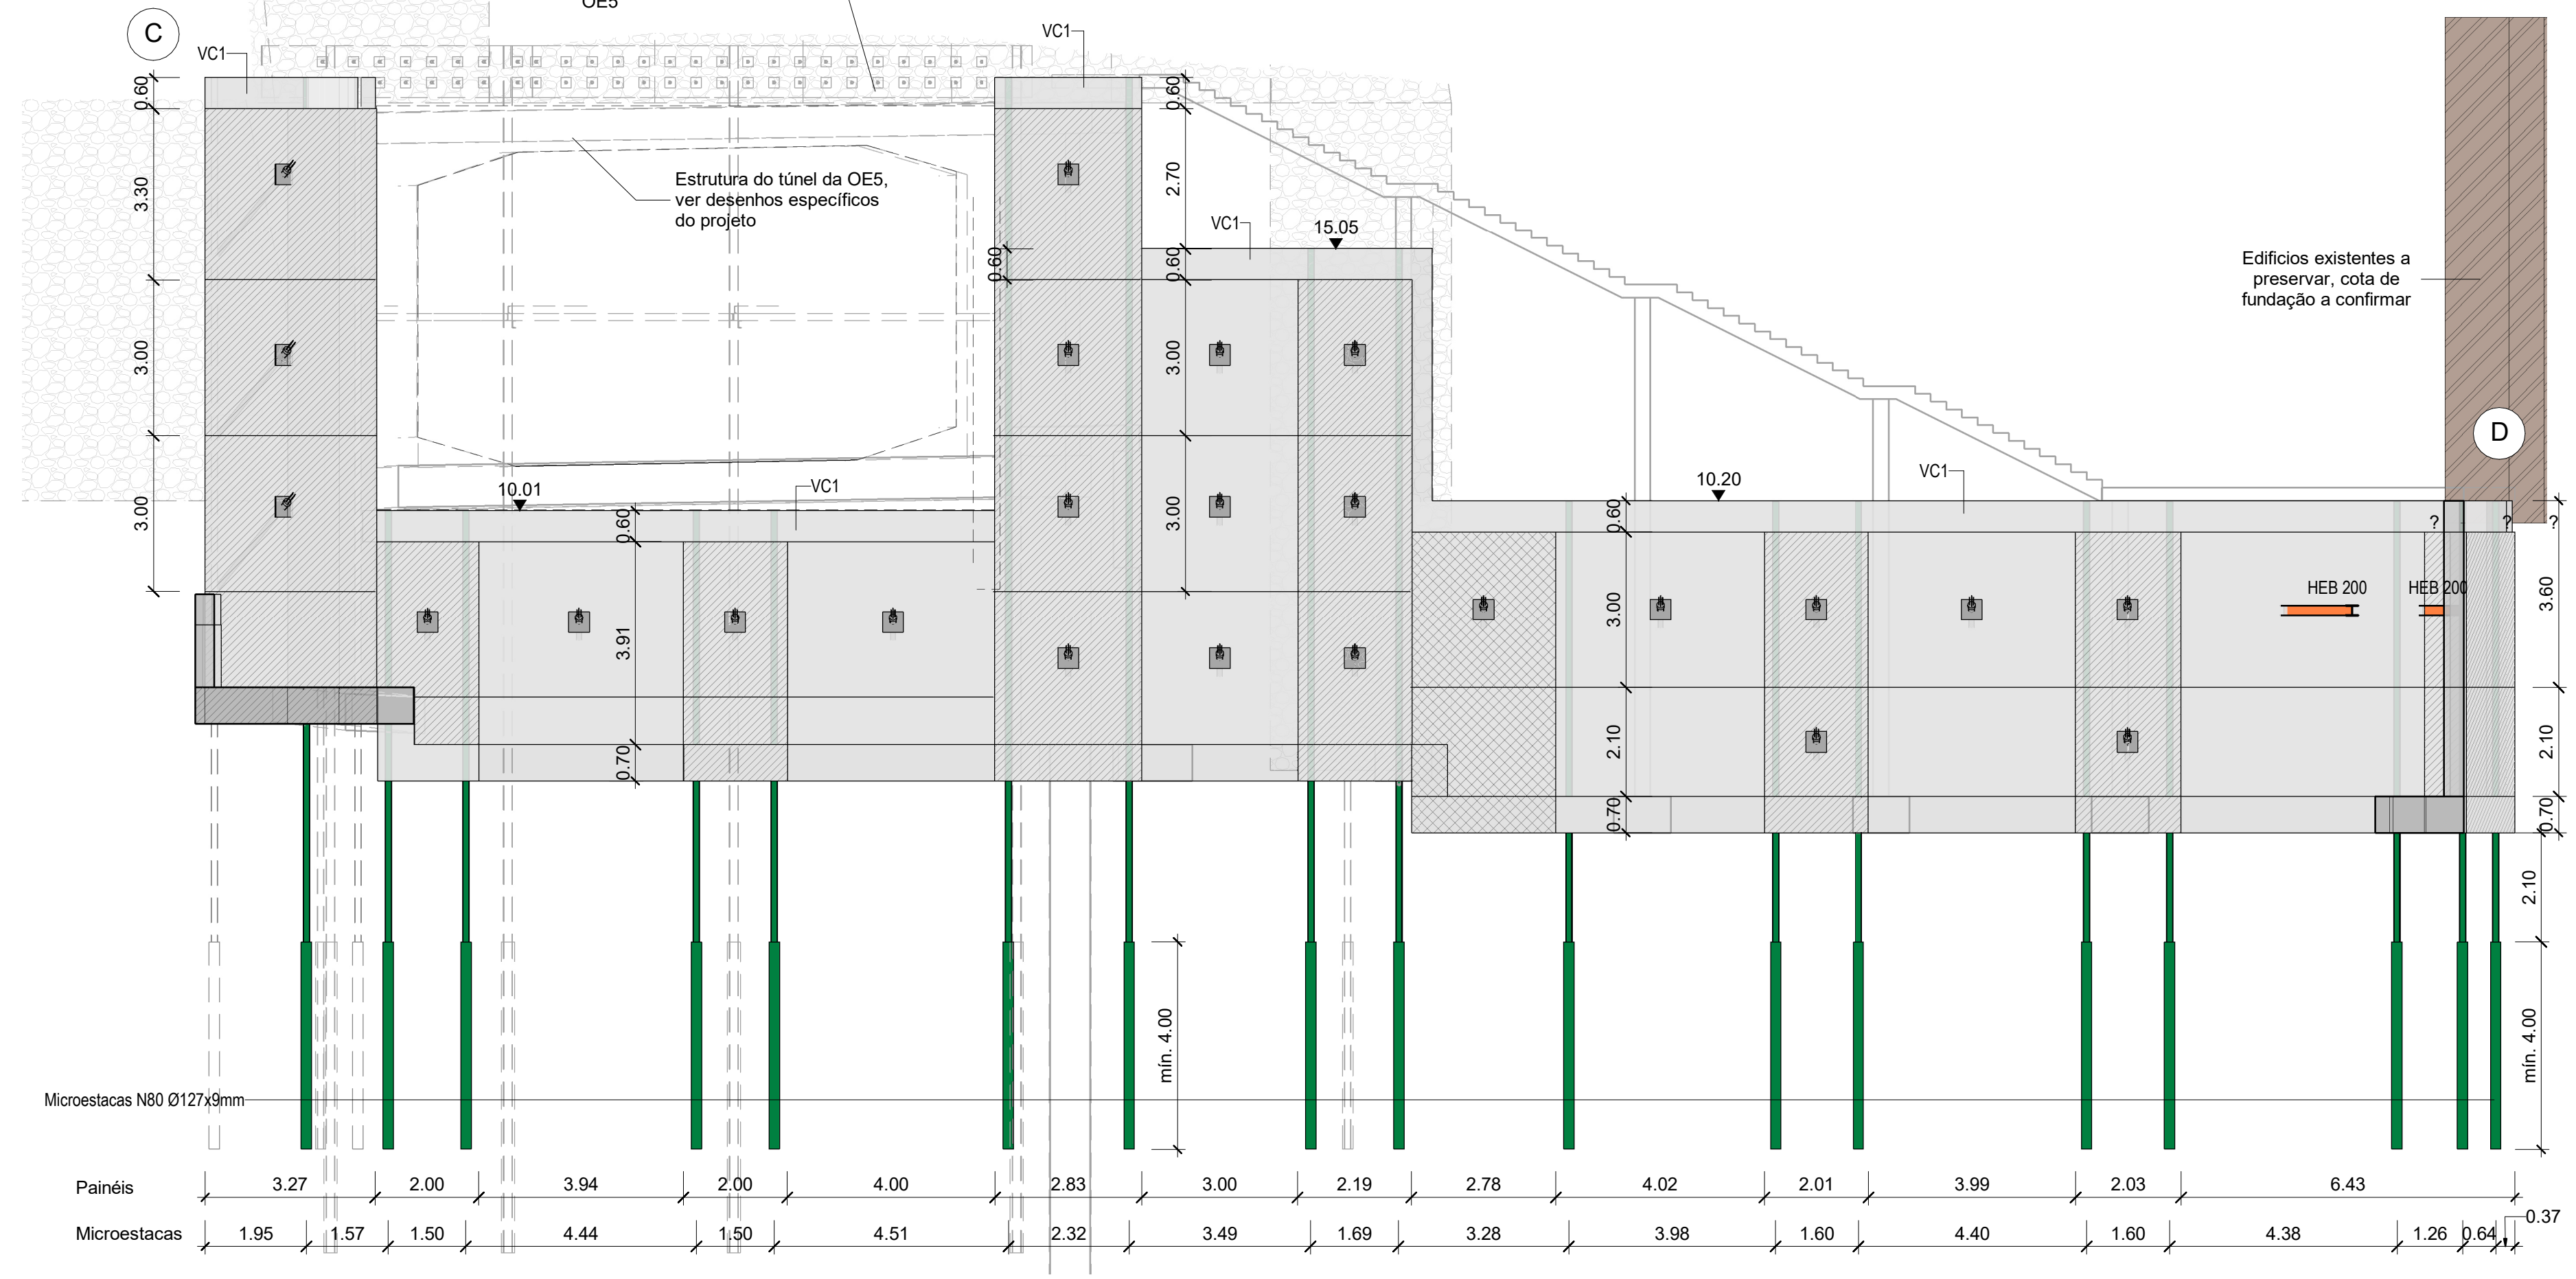 OE5
C
VC1
VC1
0.60
0.60
3.30
2.70
Estrutura do túnel da OE5,
ver desenhos específicos
do projeto
VC1
15.05
0.60
0.60
Edificios existentes a
preservar, cota de
fundação a confirmar
3.00
3.00
D
10.01
VC1
10.20
VC1
3.00
3.00
0.60
0.60
? ? ?
HEB 200
HEB 200
3.91
3.00
3.60
0.70
2.10
2.10
0.70
0.70
2.10
mín. 4.00
mín. 4.00
Microestacas N80 Ø127x9mm
Painéis 3.27 2.00 3.94 2.00 4.00 2.83 3.00 2.19 2.78 4.02 2.01 3.99 2.03 6.43
0.37
Microestacas 1.95 1.57 1.50 4.44 1.50 4.51 2.32 3.49 1.69 3.28 3.98 1.60 4.40 1.60 4.38 1.26 0.64